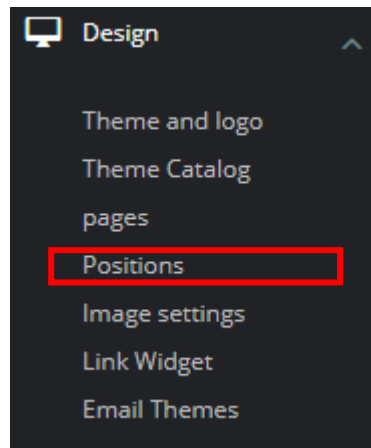 Design
Theme and logo
Theme Catalog
pages
Positions
Image settings
Link Widget
Email Themes